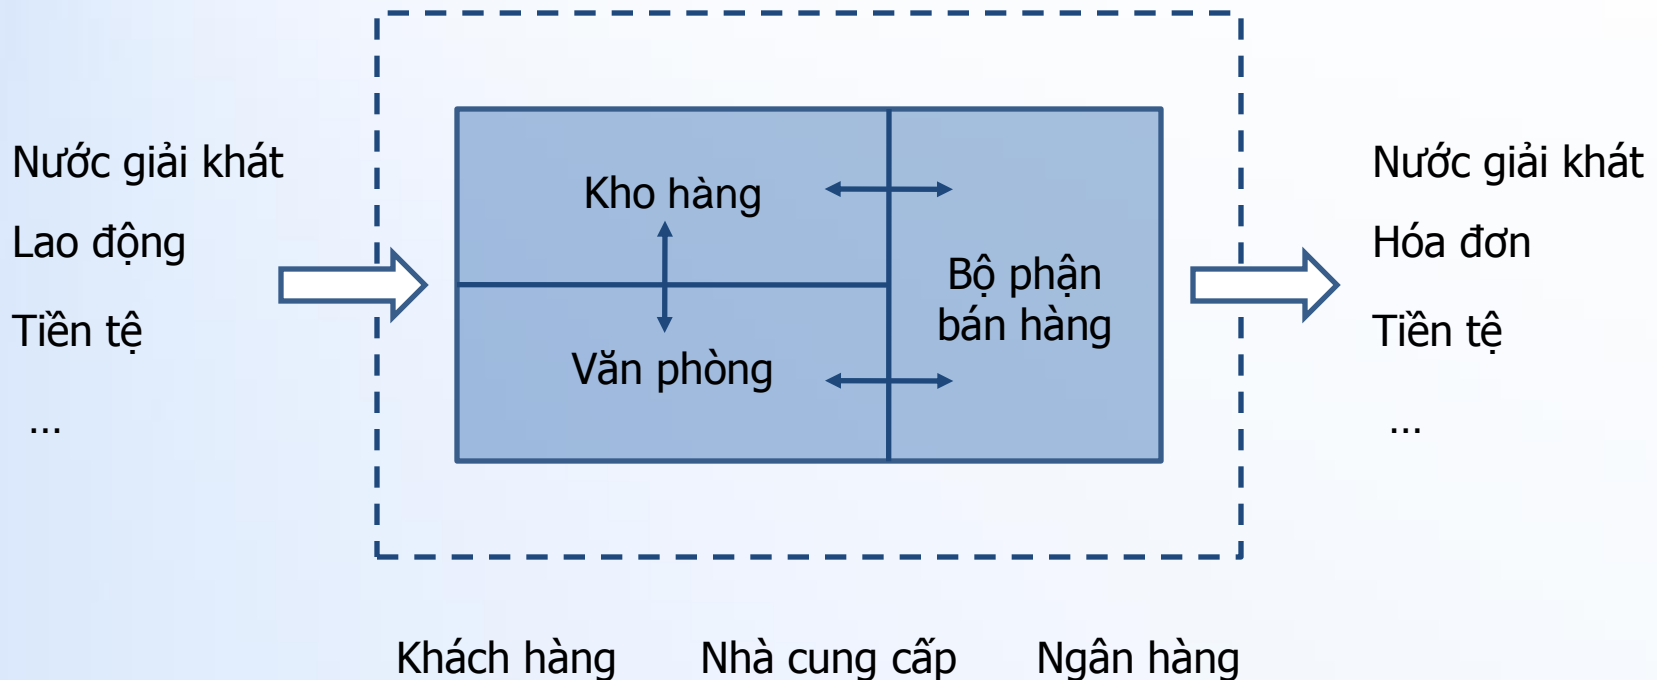 Nước giải khát
Lao động
Tiền tệ
...
Kho hàng
Văn phòng
Bộ phận
bán hàng
Nước giải khát
Hóa đơn
Tiền tệ
...
Khách hàng
Nhà cung cấp
Ngân hàng